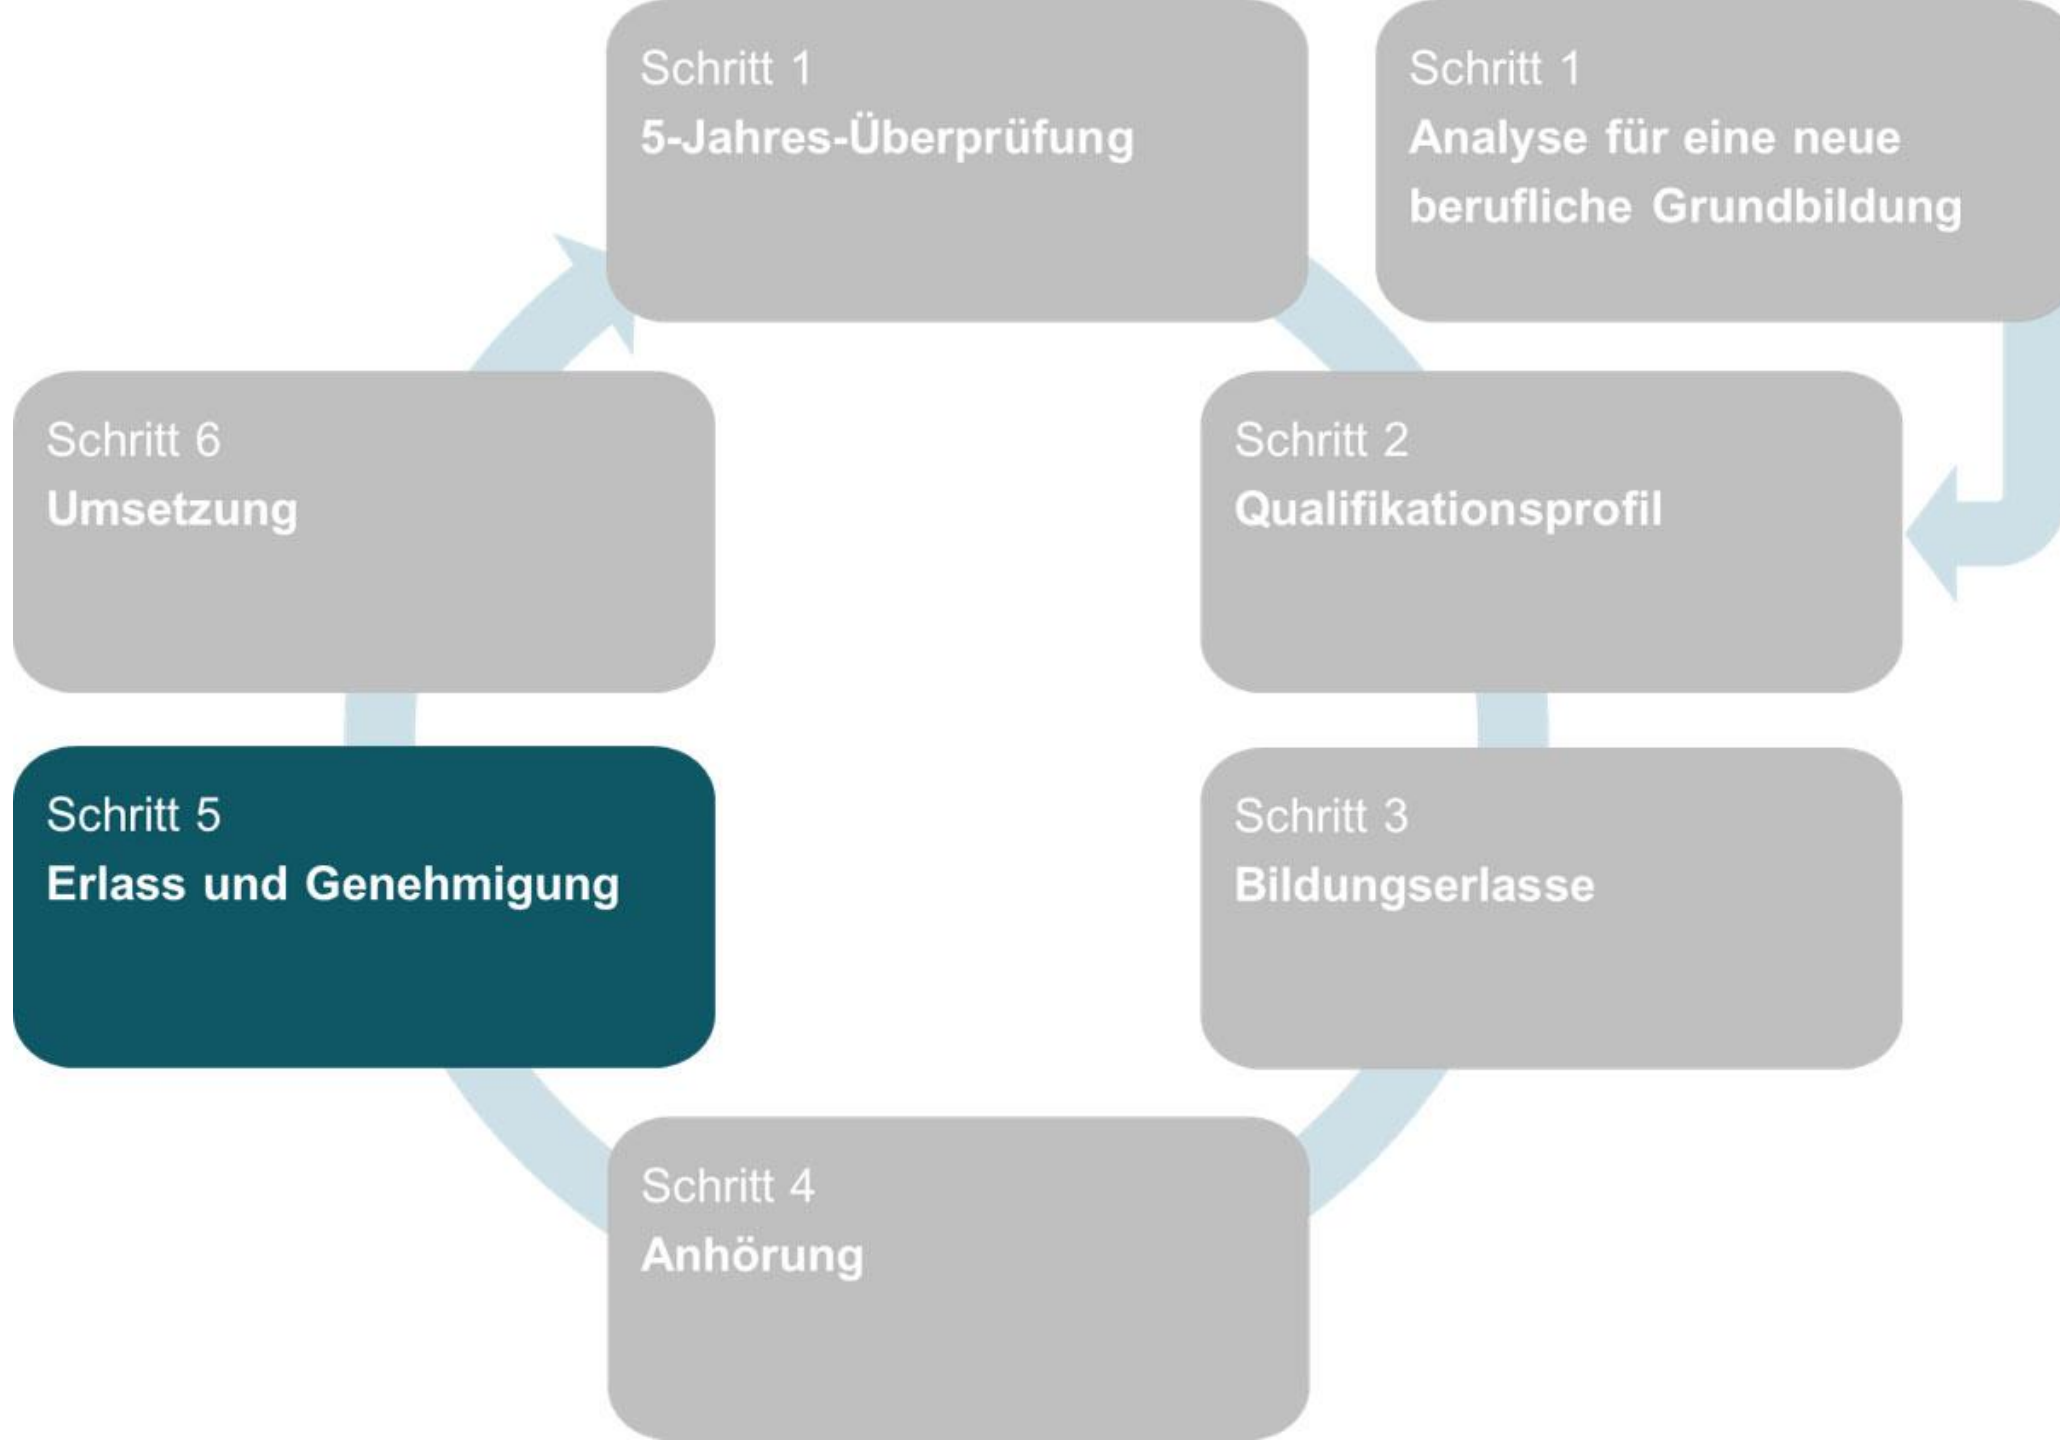 Schritt 1
5-Jahres-Überprüfung
Schritt 1
Analyse für eine neue
berufliche Grundbildung
Schritt 6
Umsetzung
Schritt 2
Qualifikationsprofil
Schritt 5
Erlass und Genehmigung
Schritt 3
Bildungserlasse
Schritt 4
Anhörung